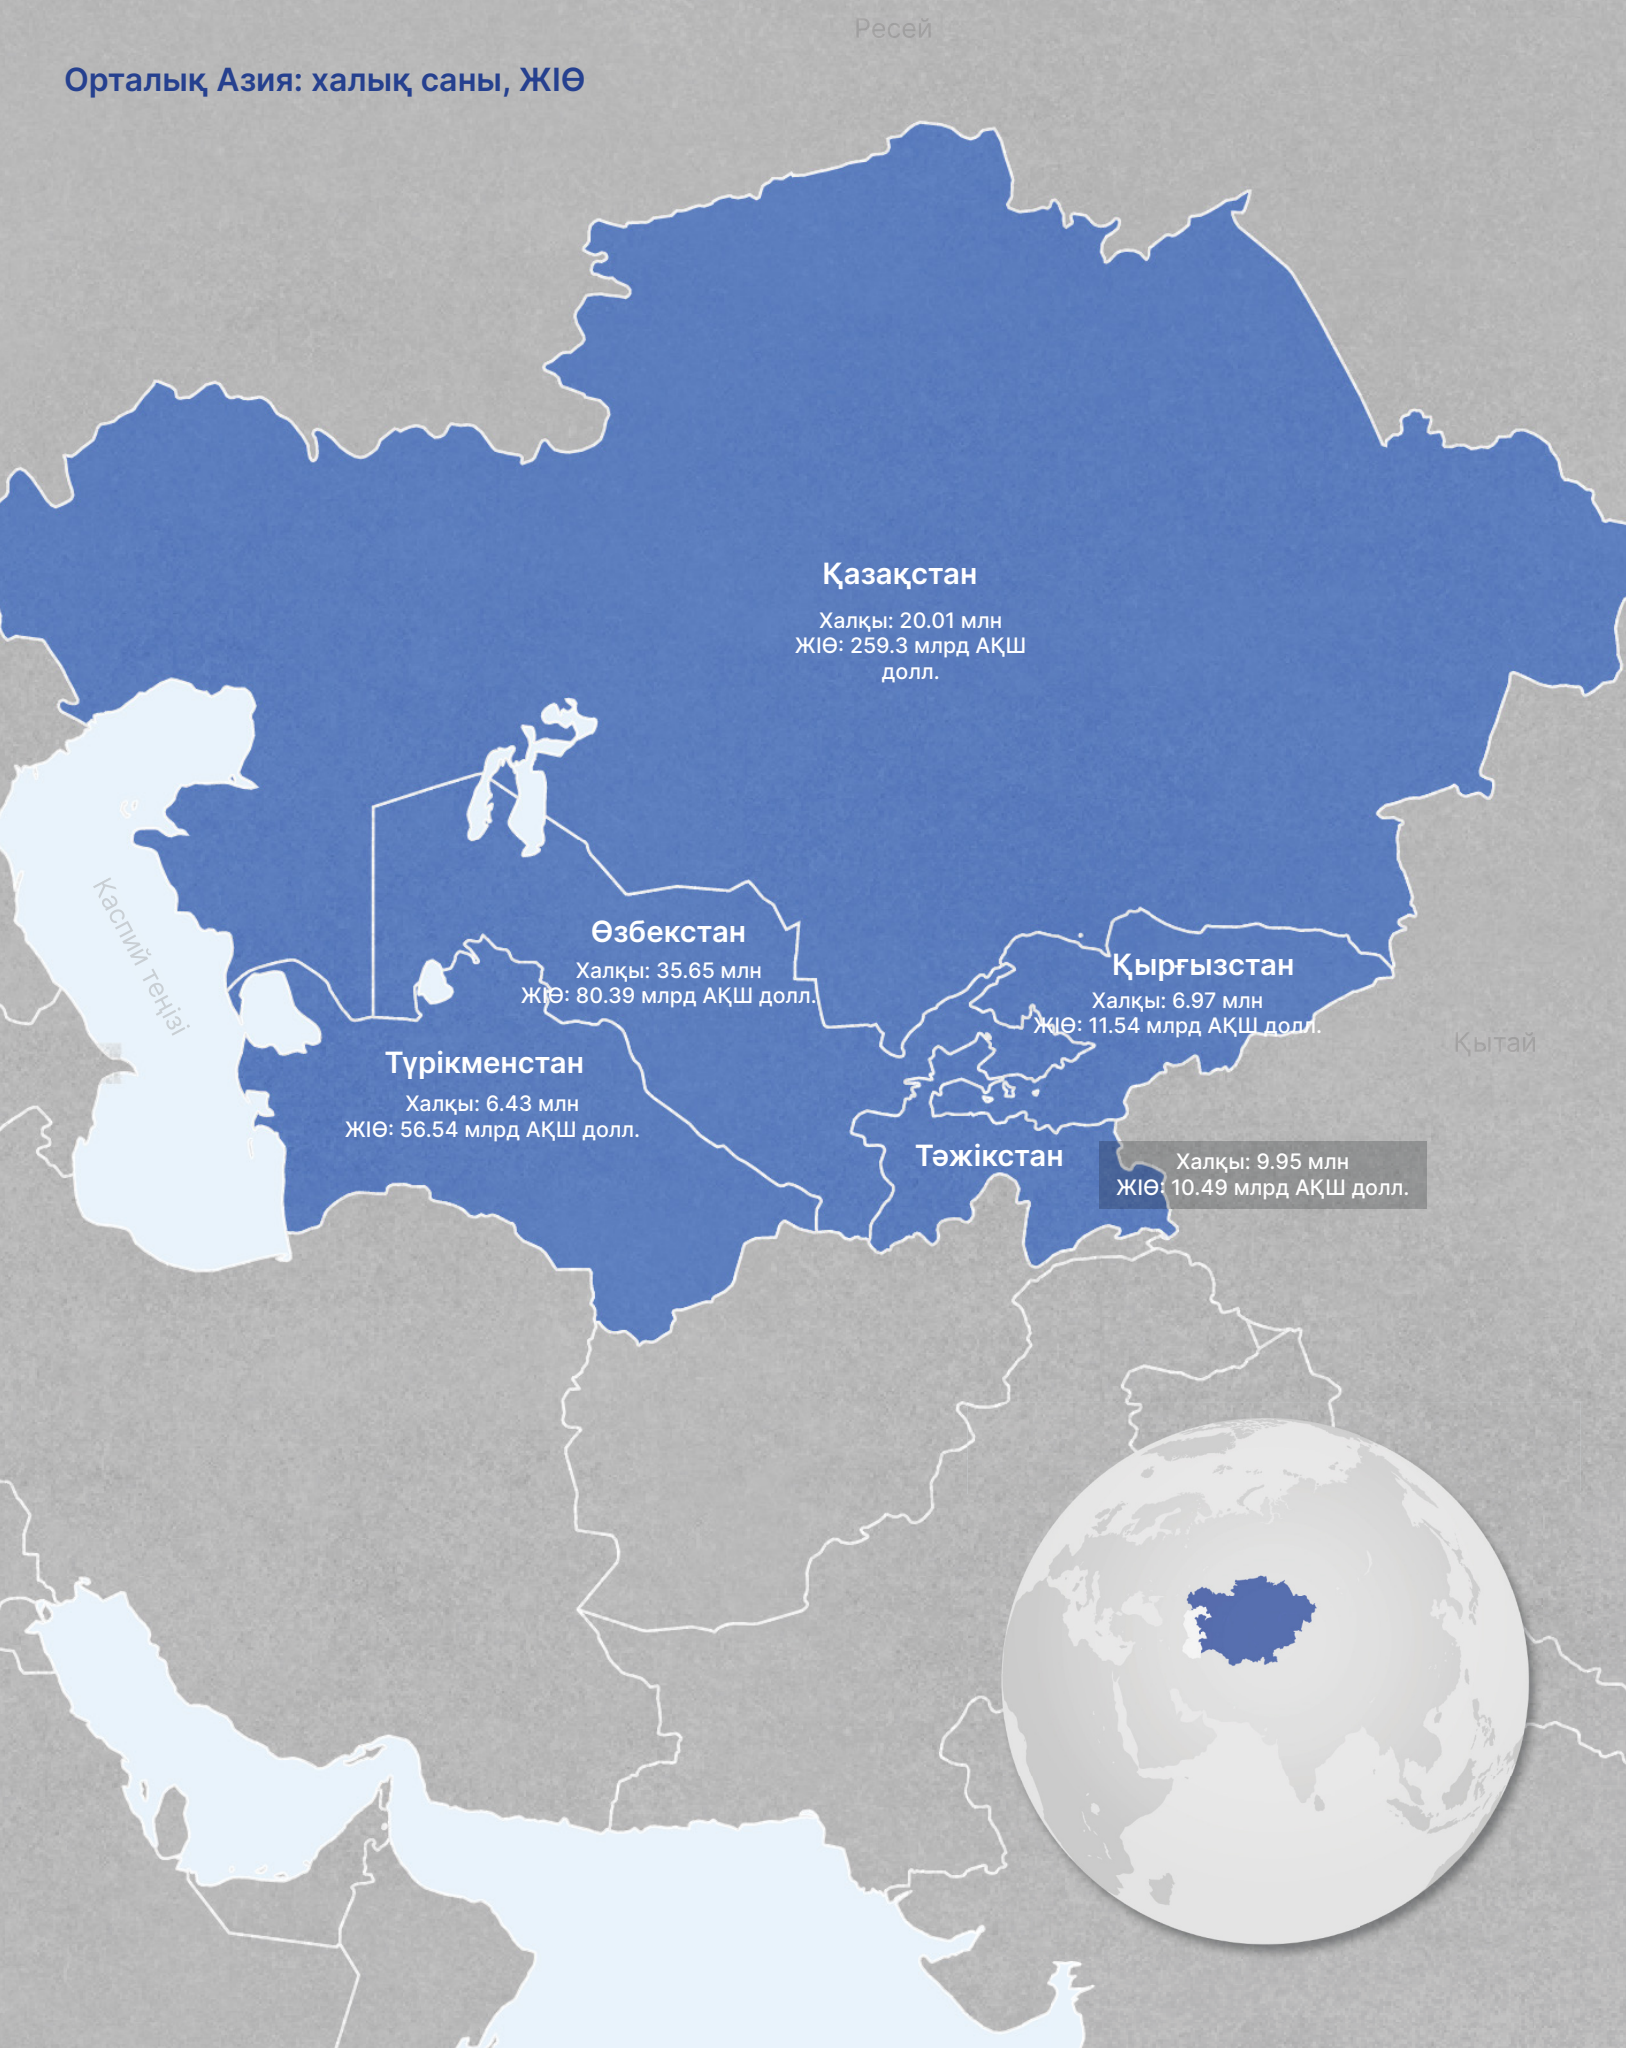 Ресей
Орталық Азия: халық саны, ЖІӨ
Қазақстан
Халқы: 20.01 млн
ЖІӨ: 259.3 млрд АҚШ
долл.
Өзбекстан
Халқы: 35.65 млн
ЖІӨ: 80.39 млрд АҚШ долл.
Қырғызстан
Халқы: 6.97 млн
ЖІӨ: 11.54 млрд АҚШ долл.
Каспий теңізі
Қытай
Түрікменстан
Халқы: 6.43 млн
ЖІӨ: 56.54 млрд АҚШ долл.
Тәжікстан
Халқы: 9.95 млн
ЖІӨ: 10.49 млрд АҚШ долл.